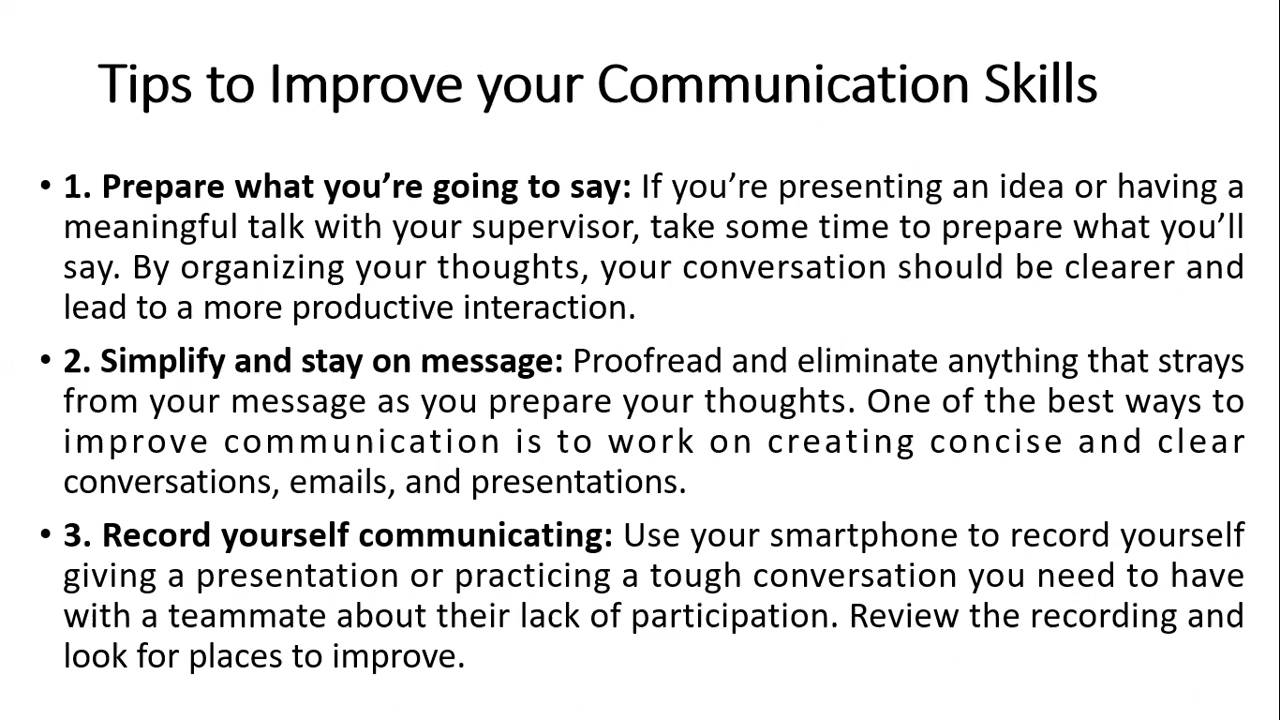 Tips to Improve your Communication Skills
• 1. Prepare what you’re going to say: If you’re presenting an idea or having a
meaningful talk with your supervisor, take some time to prepare what you’ll
say. By organizing your thoughts, your conversation should be clearer and
lead to a more productive interaction.
• 2. Simplify and stay on message: Proofread and eliminate anything that strays
from your message as you prepare your thoughts. One of the best ways to
improve communication is to work on creating concise and clear
conversations, emails, and presentations.
• 3. Record yourself communicating: Use your smartphone to record yourself
giving a presentation or practicing a tough conversation you need to have
with a teammate about their lack of participation. Review the recording and
look for places to improve.